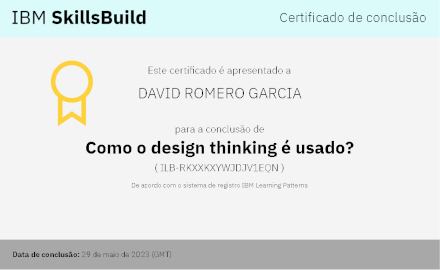 IBM SkillsBuild
Certificado de conclusão
Este certificado é apresentado a
DAVID ROMERO GARCIA
para a conclusão de
Como o design thinking é usado?
( ILB-RKXXKXYWJDJV1EQN )
De acordo com o sistema de registro IBM Learning Patterns
Data de conclusão: 29 de maio de 2023 (GMT)